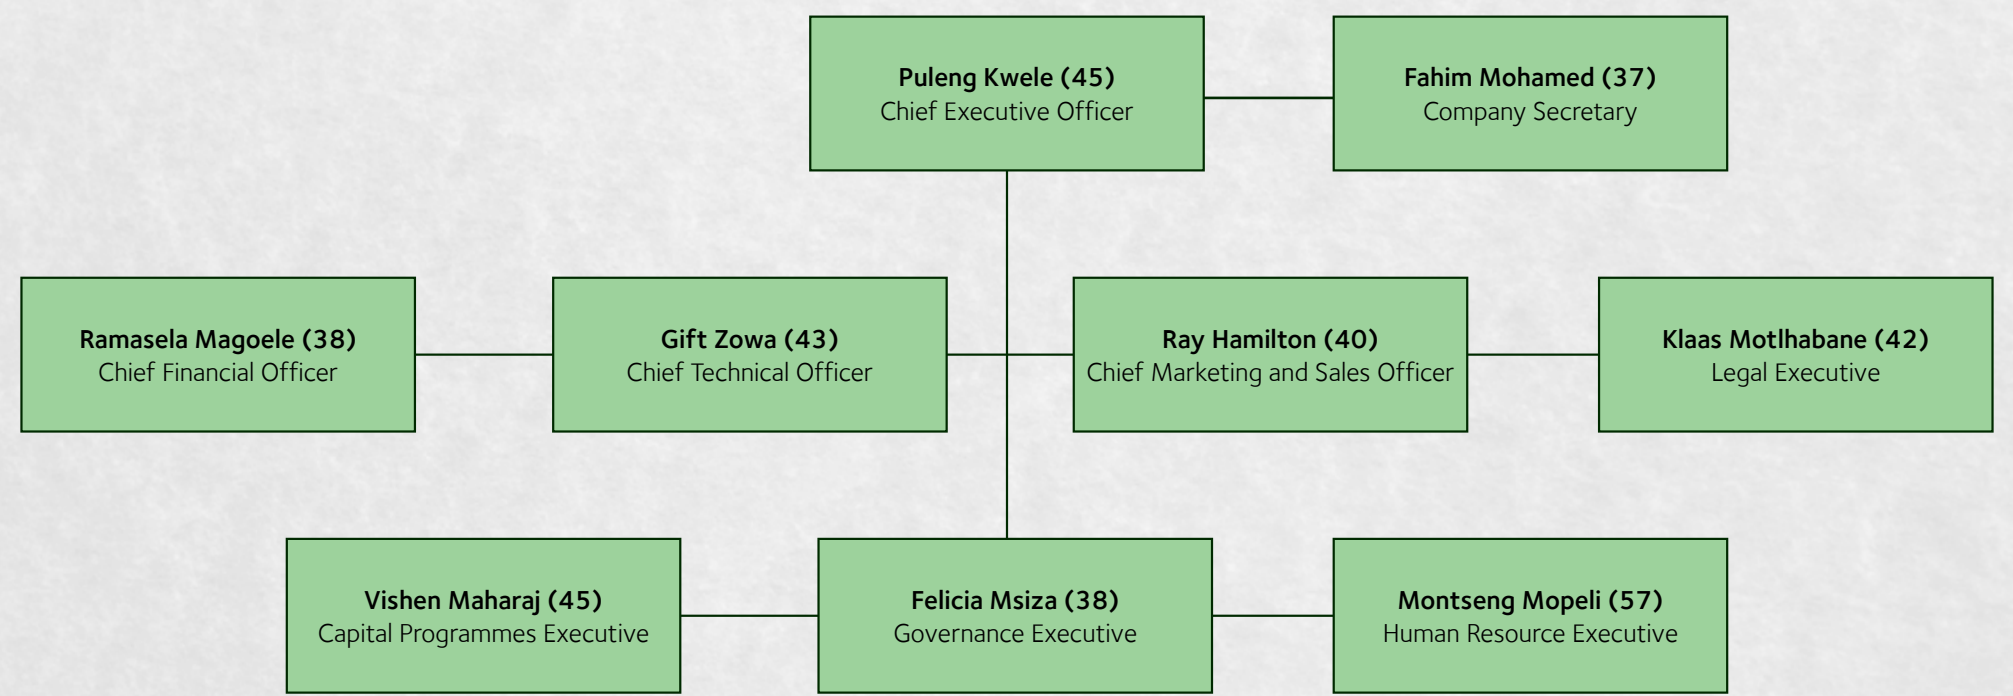 Puleng Kwele (45)
Chief Executive Officer
Fahim Mohamed (37)
Company Secretary
Ramasela Magoele (38)
Chief Financial Officer
Gift Zowa (43)
Chief Technical Officer
Ray Hamilton (40)
Chief Marketing and Sales Officer
Klaas Motlhabane (42)
Legal Executive
Vishen Maharaj (45)
Capital Programmes Executive
Felicia Msiza (38)
Governance Executive
Montseng Mopeli (57)
Human Resource Executive